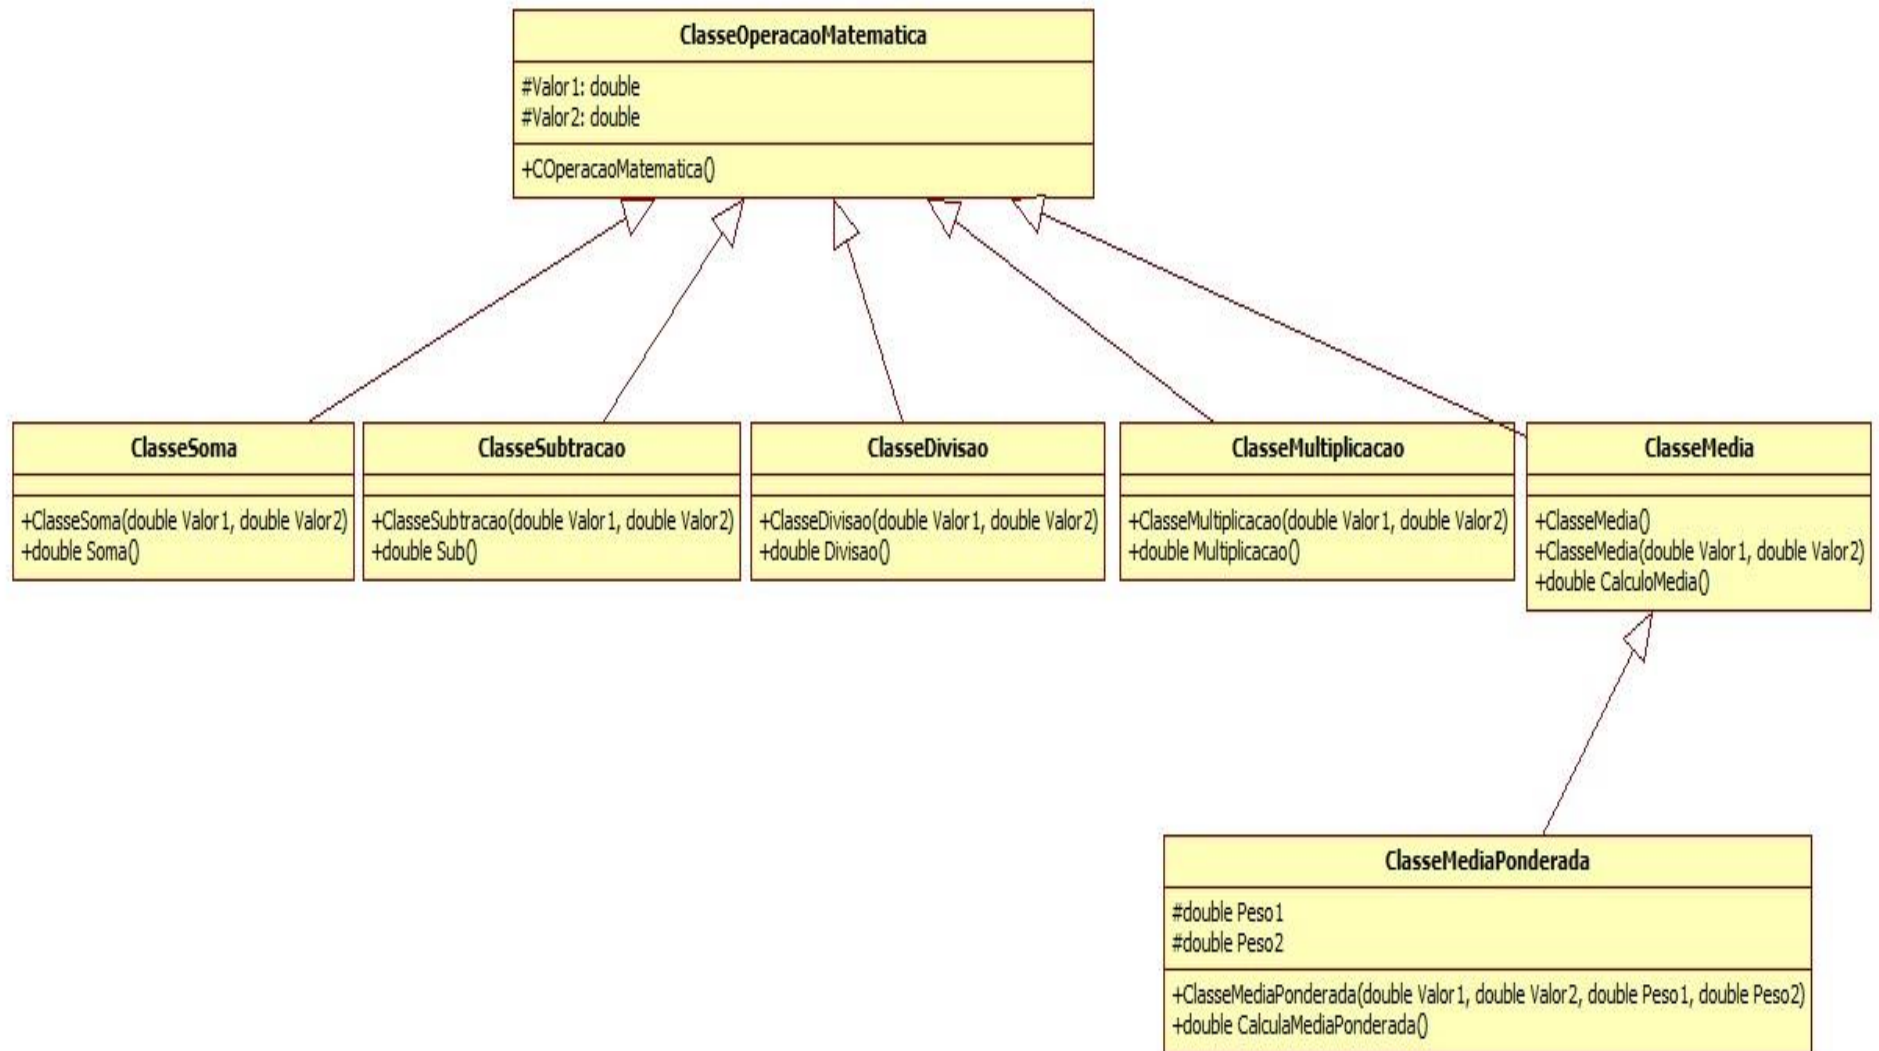 ClasseOperacaoMatematica
#Valor1: double
#Valor2: double
+COperacaoMatematica()
ClasseSoma
+ClasseSoma(double Valor1, double Valor2)
+double Soma()
ClasseSubtracao
+ClasseSubtracao(double Valor1, double Valor2)
+double Sub()
ClasseDivisao
+ClasseDivisao(double Valor1, double Valor2)
+double Divisao()
ClasseMultiplicacao
+ClasseMultiplicacao(double Valor1, double Valor2)
+double Multiplicacao()
ClasseMedia
+ClasseMedia()
+ClasseMedia(double Valor1, double Valor2)
+double CalculoMedia()
ClasseMediaPonderada
#double Peso1
#double Peso2
+ClasseMediaPonderada(double Valor1, double Valor2, double Peso1, double Peso2)
+double CalculaMediaPonderada()